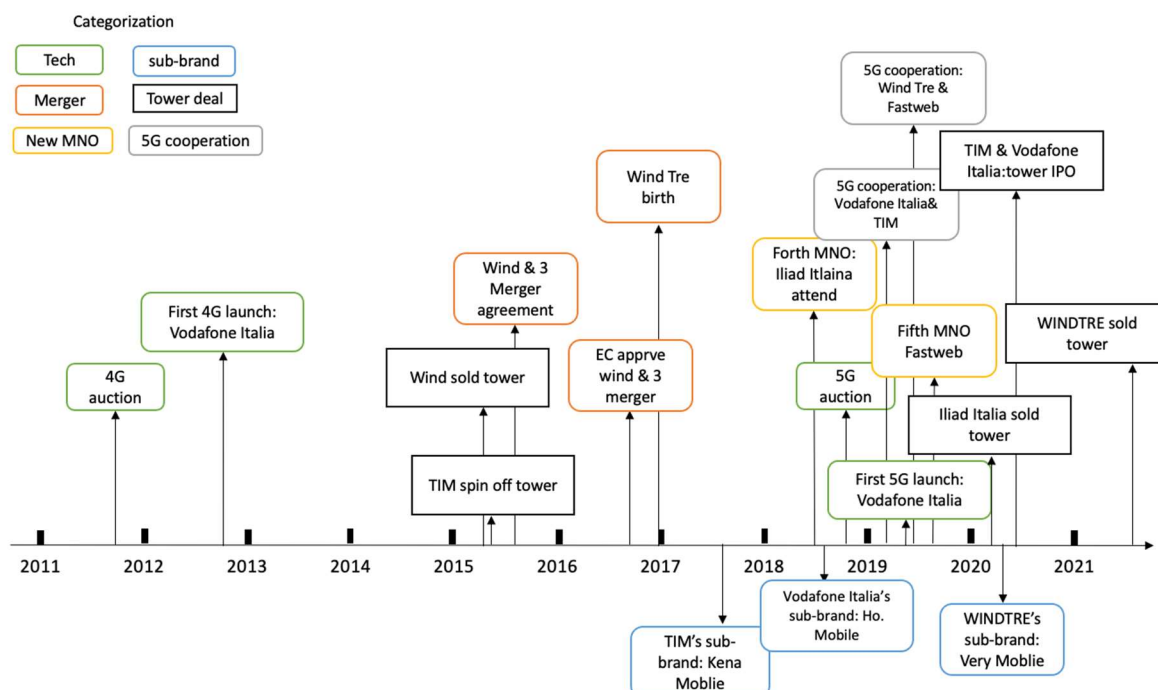 Categorization
Tech
sub-brand
Merger
Tower deal
New MNO
5G cooperation
4G
auction
First 4G launch:
Vodafone Italia
Wind sold tower
TIM spin off tower
Wind & 3
Merger
agreement
EC apprve
wind & 3
merger
Wind Tre
birth
Forth MNO:
Iliad Itlaina
attend
5G
auction
5G cooperation:
Vodafone Italia&
TIM
First 5G launch:
Vodafone Italia
5G cooperation:
Wind Tre &
Fastweb
Fifth MNO
Fastweb
Iliad Italia sold
tower
TIM & Vodafone
Italia:tower IPO
WINDTRE sold
tower
2011
2012
2013
2014
2015
2016
2017
2018
2019
2020
2021
TIM’s sub-
brand: Kena
Moblie
Vodafone Italia’s
sub-brand: Ho.
Mobile
WINDTRE’s
sub-brand:
Very Moblie